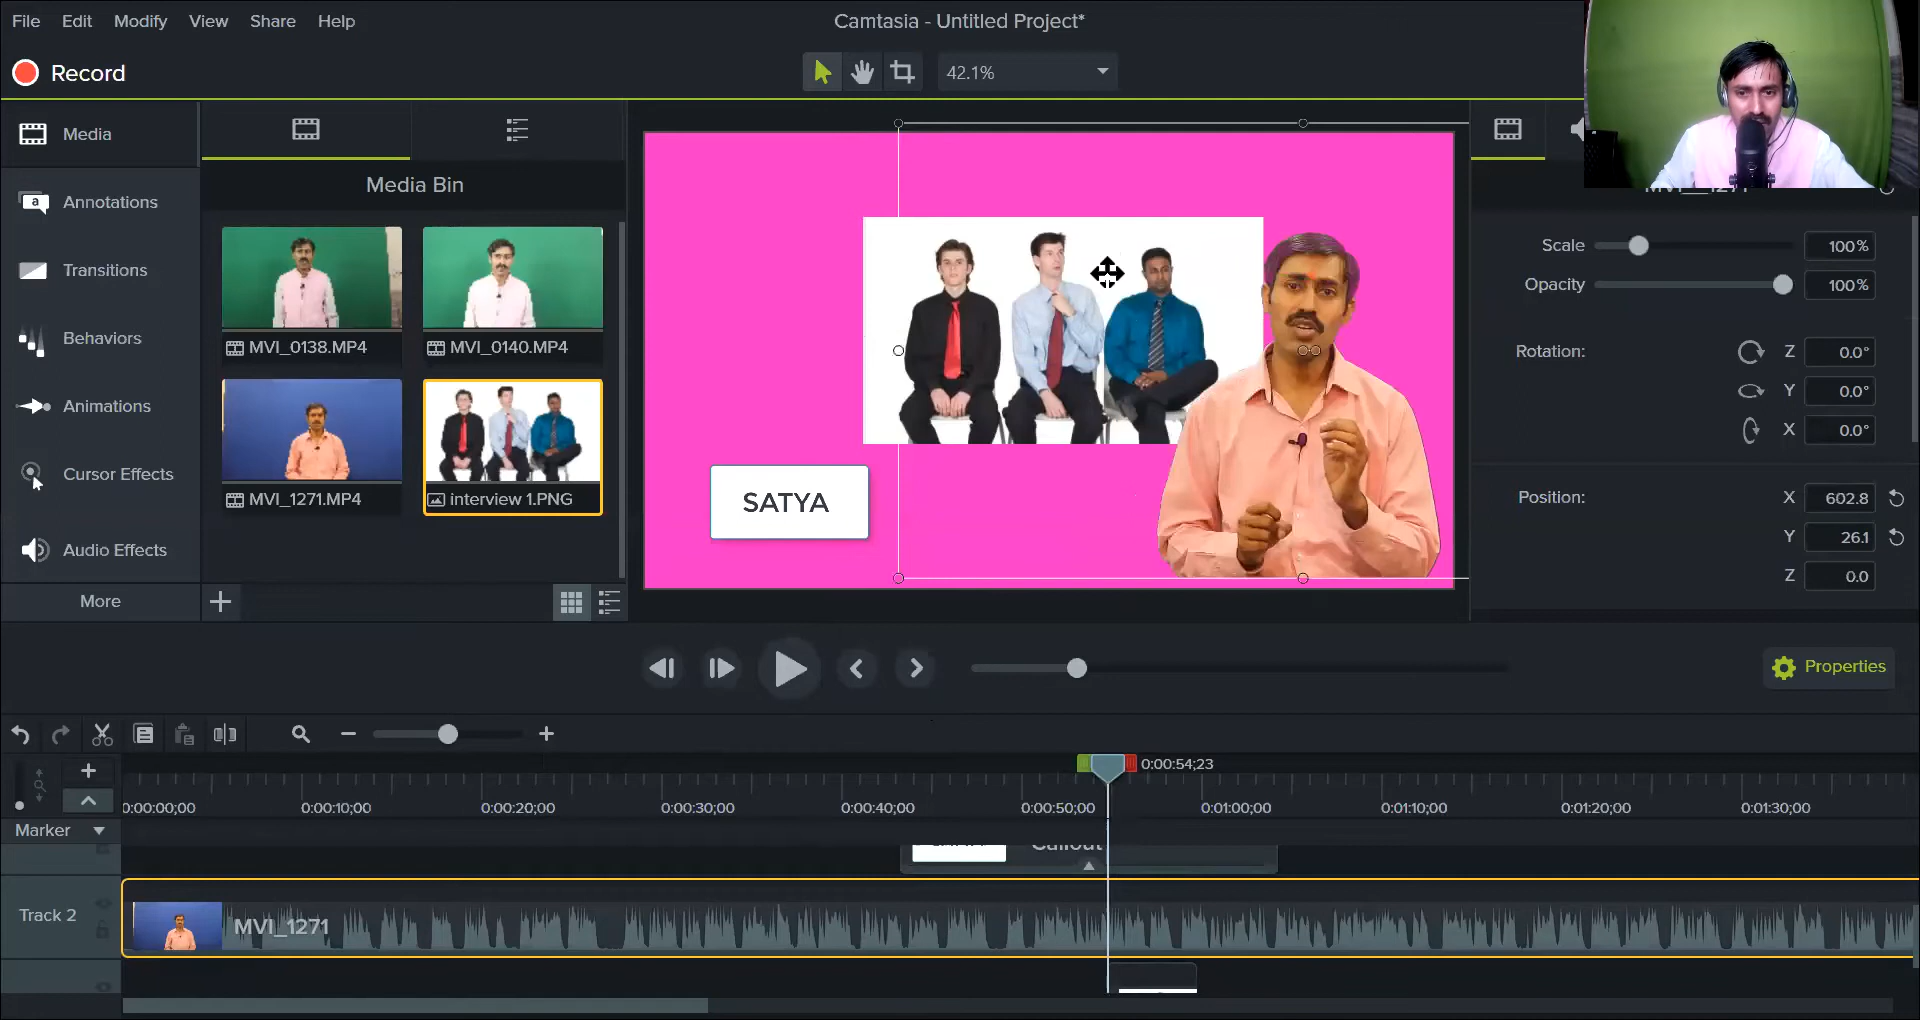 File Edit Modify View Share Help
Camtasia - Untitled Project*
Record
42.1%
Media
Annotations
Transitions
Behaviors
Animations
Cursor Effects
Audio Effects
More
Media Bin
MVI_0138.MP4
MVI_0140.MP4
MVI_1271.MP4
interview 1.PNG
SATYA
Scale 100%
Opacity 100%
Rotation: Z 0.0°
Y 0.0°
X 0.0°
Position: X 602.8
Y 26.1
Z 0.0
Properties
0:00:54;23
0:00:00;00 0:00:10;00 0:00:20;00 0:00:30;00 0:00:40;00 0:00:50;00 0:01:00;00 0:01:10;00 0:01:20;00 0:01:30;00
Marker
Callout
Track 2
MVI_1271